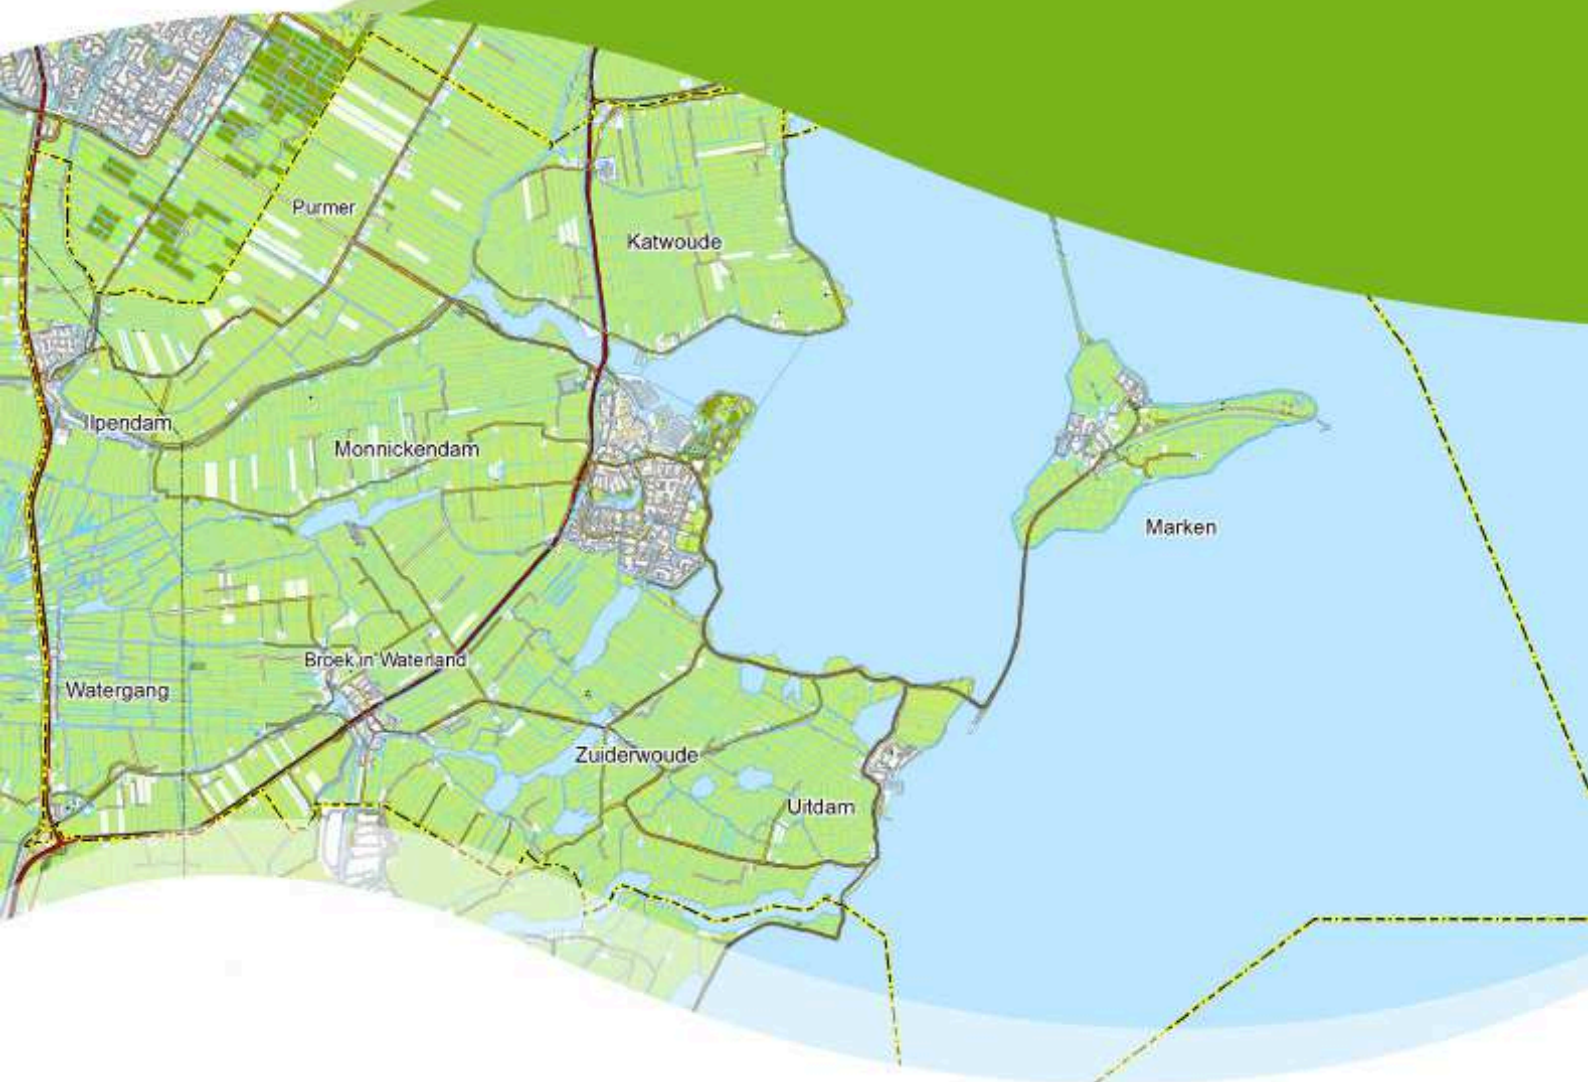 Purmer
Katwoude
Ilpendam
Monnickendam
Marken
Broek in Waterland
Watergang
Zuiderwoude
Uitdam